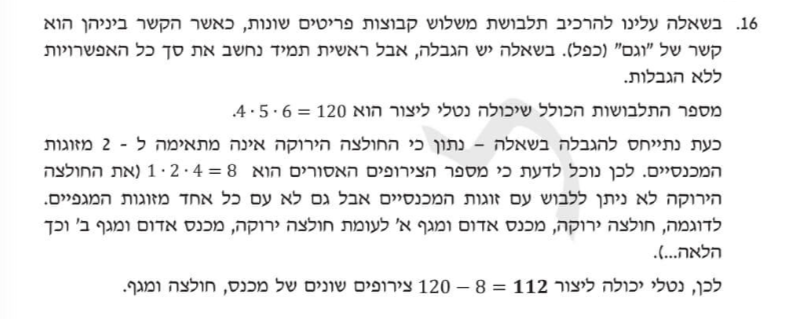 16. בשאלה עלינו להרכיב תלבושת משלוש קבוצות פריטים שונות, כאשר הקשר ביניהן הוא
קשר של "וגם" (כפל). בשאלה יש הגבלה, אבל ראשית תמיד נחשב את סך כל האפשרויות
ללא הגבלות.
מספר התלבושות הכולל שיכולה נטלי ליצור הוא 4 · 5 · 6 = 120.
כעת נתייחס להגבלה בשאלה – נתון כי החולצה הירוקה אינה מתאימה ל - 2 מזוגות
המכנסיים. לכן נוכל לדעת כי מספר הצירופים האסורים הוא 1 · 2 · 4 = 8 (את החולצה
הירוקה לא ניתן ללבוש עם זוגות המכנסיים אבל גם לא עם כל אחד מזוגות המגפיים.
לדוגמה, חולצה ירוקה, מכנס אדום ומגף א' לעומת חולצה ירוקה, מכנס אדום ומגף ב' וכך
הלאה...).
לכן, נטלי יכולה ליצור 120 − 8 = 112 צירופים שונים של מכנס, חולצה ומגף.